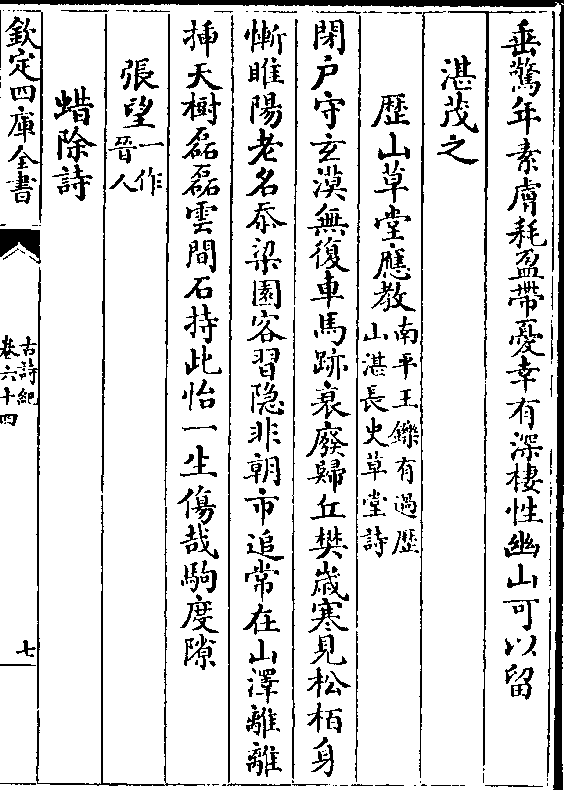 垂驚年素膚耗盈帶憂幸有深棲性幽山可以留
湛茂之
歴山草堂應教南平王鑠有過歴
山湛長史草堂詩
閉户守玄漠無復車馬跡衰廢歸丘樊歳寒見松柏身
慚睢陽老名忝梁園客習隐非朝市追常在山澤離離
挿天樹磊磊雲間石持此怡一生傷哉駒度隙
張望一作
晉人
蜡除詩
欽定四庫全書
古詩紀
卷六十四
七